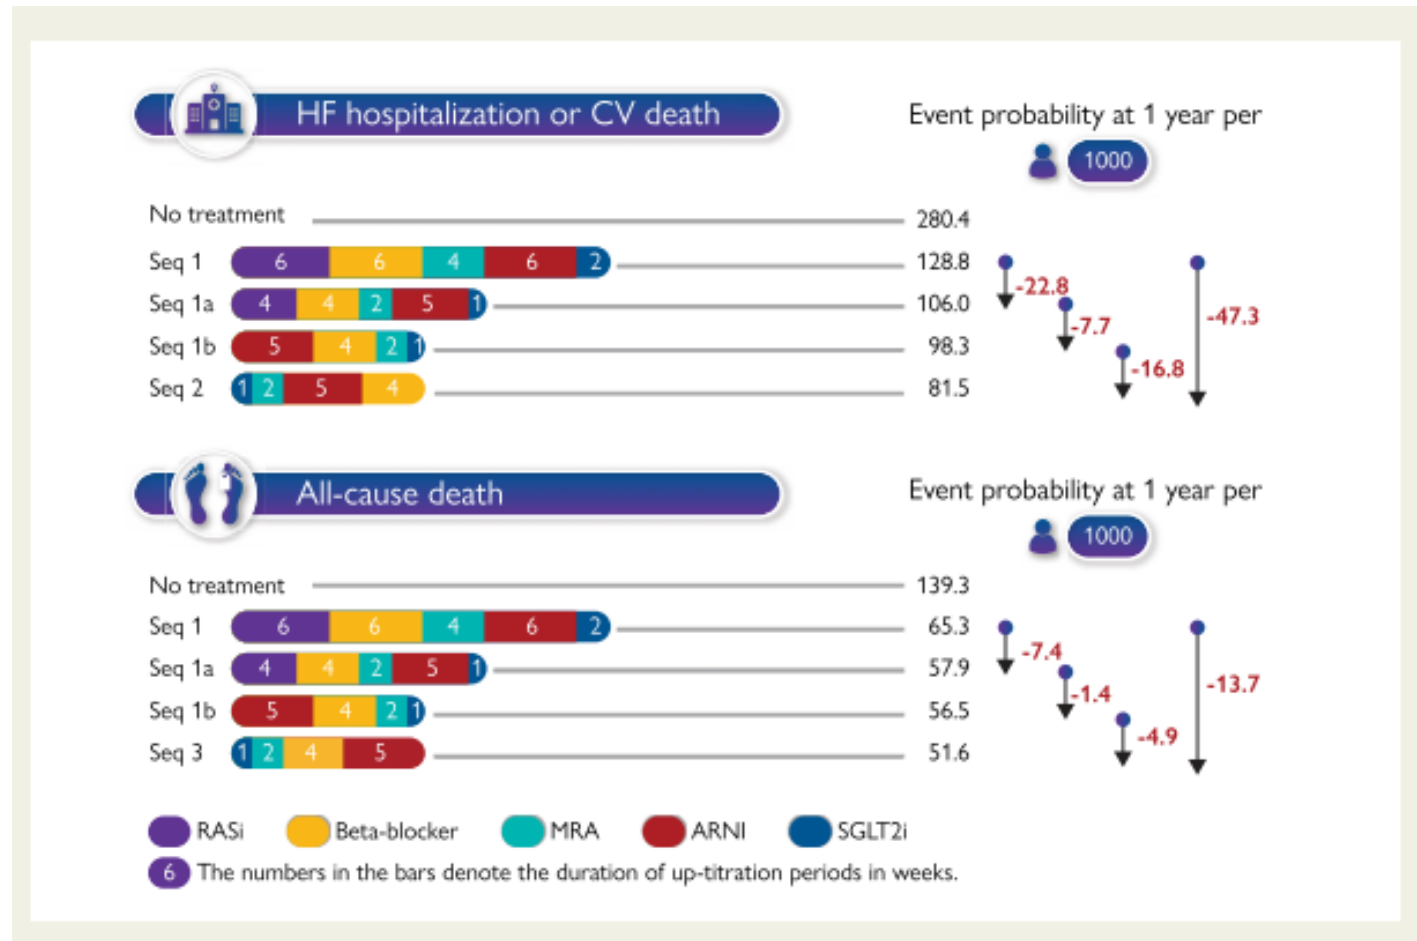 HF hospitalization or CV death
Event probability at 1 year per
1000
No treatment 280.4
Seq 1 6 6 4 6 2 128.8
Seq 1a 4 4 2 5 1 106.0
Seq 1b 5 4 2 1 98.3
Seq 2 1 2 5 4 81.5
-22.8
-7.7
-16.8
-47.3
All-cause death
Event probability at 1 year per
1000
No treatment 139.3
Seq 1 6 6 4 6 2 65.3
Seq 1a 4 4 2 5 1 57.9
Seq 1b 5 4 2 1 56.5
Seq 3 1 2 4 5 51.6
-7.4
-1.4
-4.9
-13.7
RASi Beta-blocker MRA ARNI SGLT2i
6 The numbers in the bars denote the duration of up-titration periods in weeks.